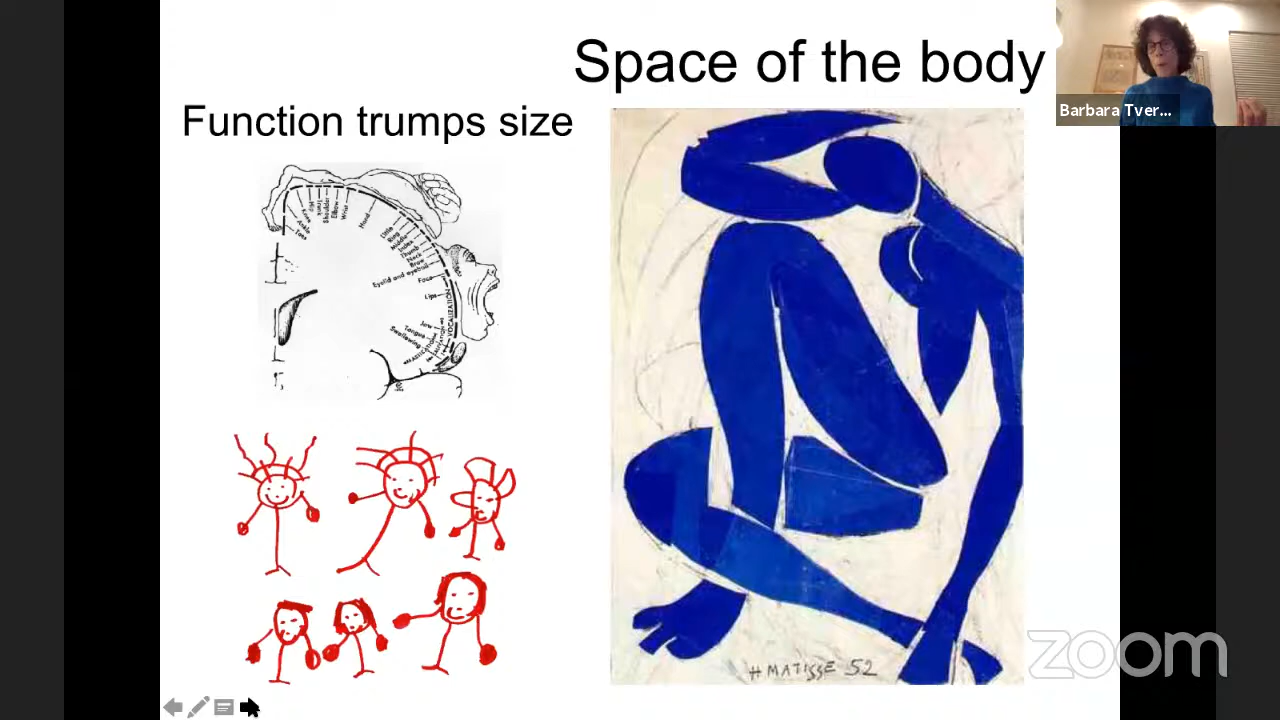 Space of the body
Barbara Tver...
Function trumps size
Toes
Ankle
Knee
Hip
Trunk
Shoulder
Elbow
Wrist
Hand
Little
Ring
Middle
Index
Thumb
Neck
Brow
Eyelid and eyeball
Face
Lips
VOCALIZATION
Jaw
Tongue
Swallowing
H MATISSE 52
zoom